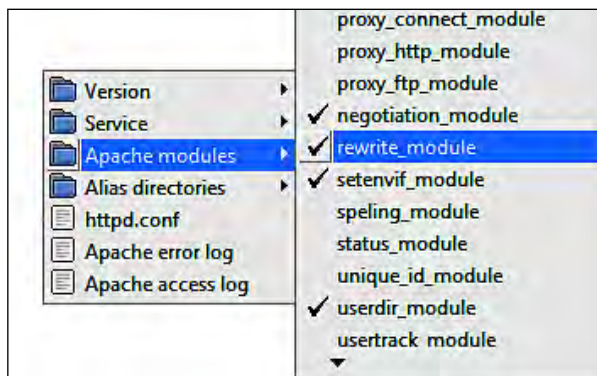 Version
Service
Apache modules
Alias directories
httpd.conf
Apache error log
Apache access log
proxy_connect_module
proxy_http_module
proxy_ftp_module
negotiation_module
rewrite_module
setenvif_module
speling_module
status_module
unique_id_module
userdir_module
usertrack module